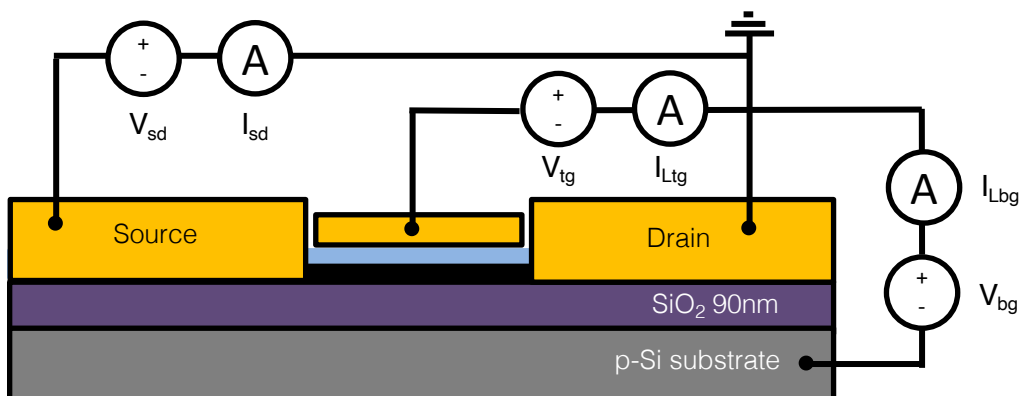 +
-
A
V_sd
I_sd
+
-
A
V_tg
I_Ltg
A
I_Lbg
+
-
V_bg
Source
Drain
SiO₂ 90nm
p-Si substrate